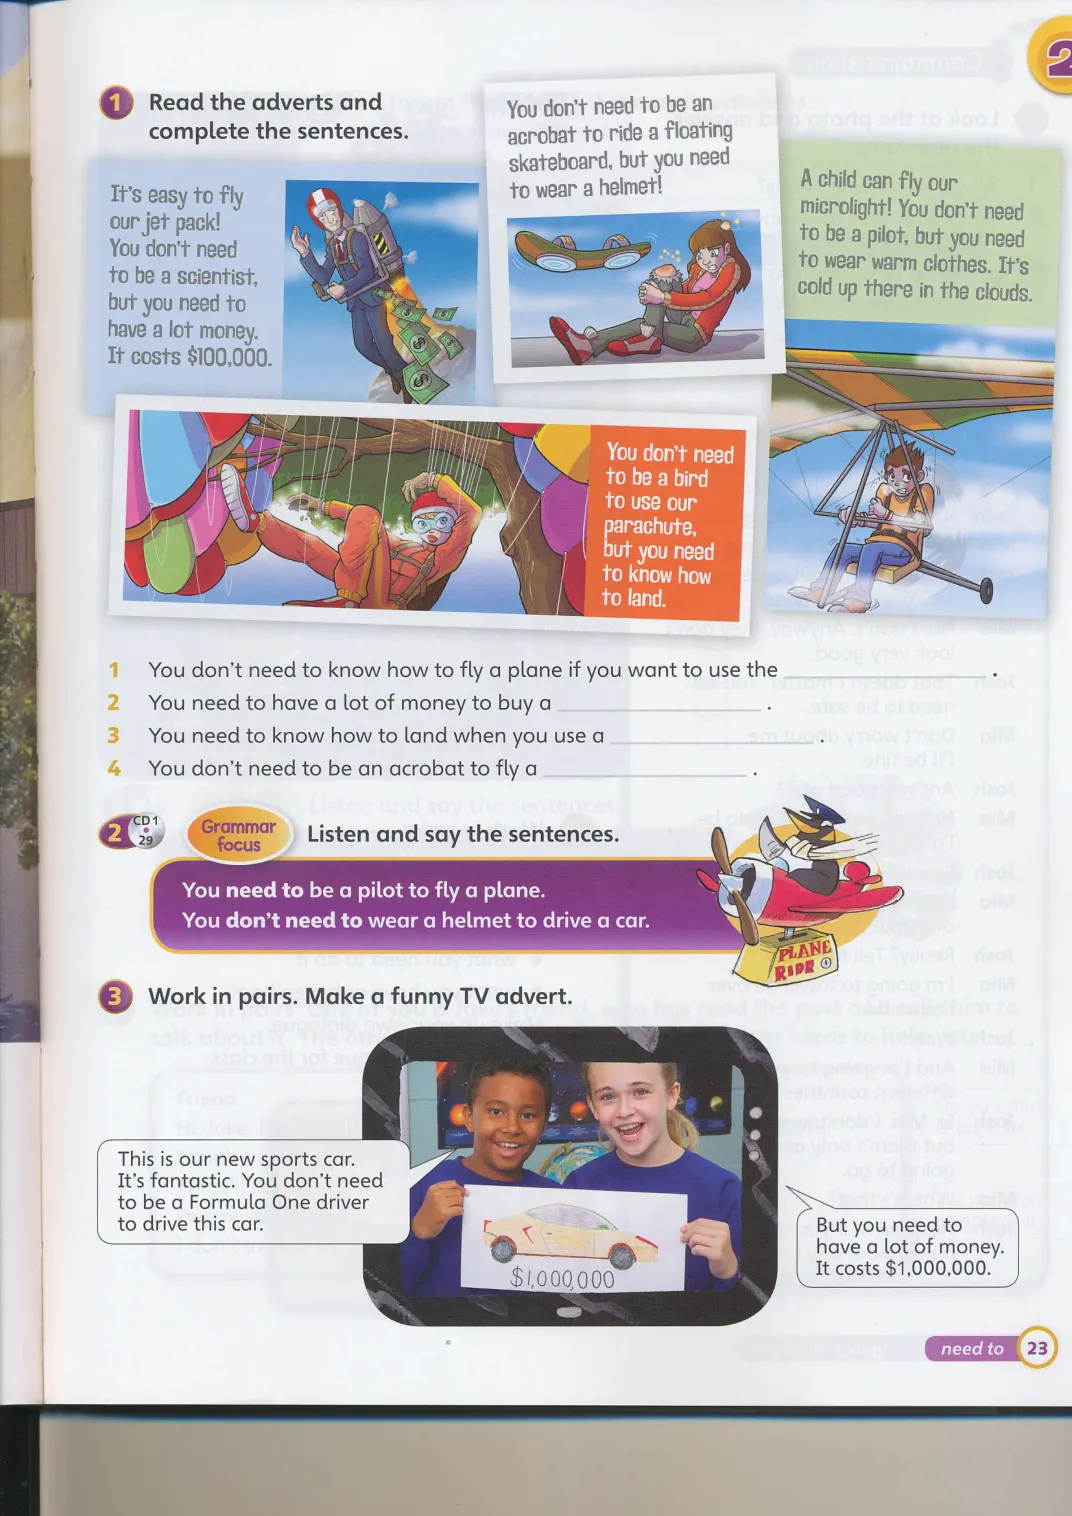 2
1 Read the adverts and
complete the sentences.
It's easy to fly
our jet pack!
You don't need
to be a scientist,
but you need to
have a lot money.
It costs $100,000.
You don't need to be an
acrobat to ride a floating
skateboard, but you need
to wear a helmet!
A child can fly our
microlight! You don't need
to be a pilot, but you need
to wear warm clothes. It's
cold up there in the clouds.
You don't need
to be a bird
to use our
parachute,
but you need
to know how
to land.
1 You don't need to know how to fly a plane if you want to use the ____________ .
2 You need to have a lot of money to buy a ____________ .
3 You need to know how to land when you use a ____________ .
4 You don't need to be an acrobat to fly a ____________ .
2 CD1 29 Grammar focus Listen and say the sentences.
You need to be a pilot to fly a plane.
You don't need to wear a helmet to drive a car.
PLANE
RIDE
3 Work in pairs. Make a funny TV advert.
This is our new sports car.
It's fantastic. You don't need
to be a Formula One driver
to drive this car.
$1,000,000
But you need to
have a lot of money.
It costs $1,000,000.
need to 23